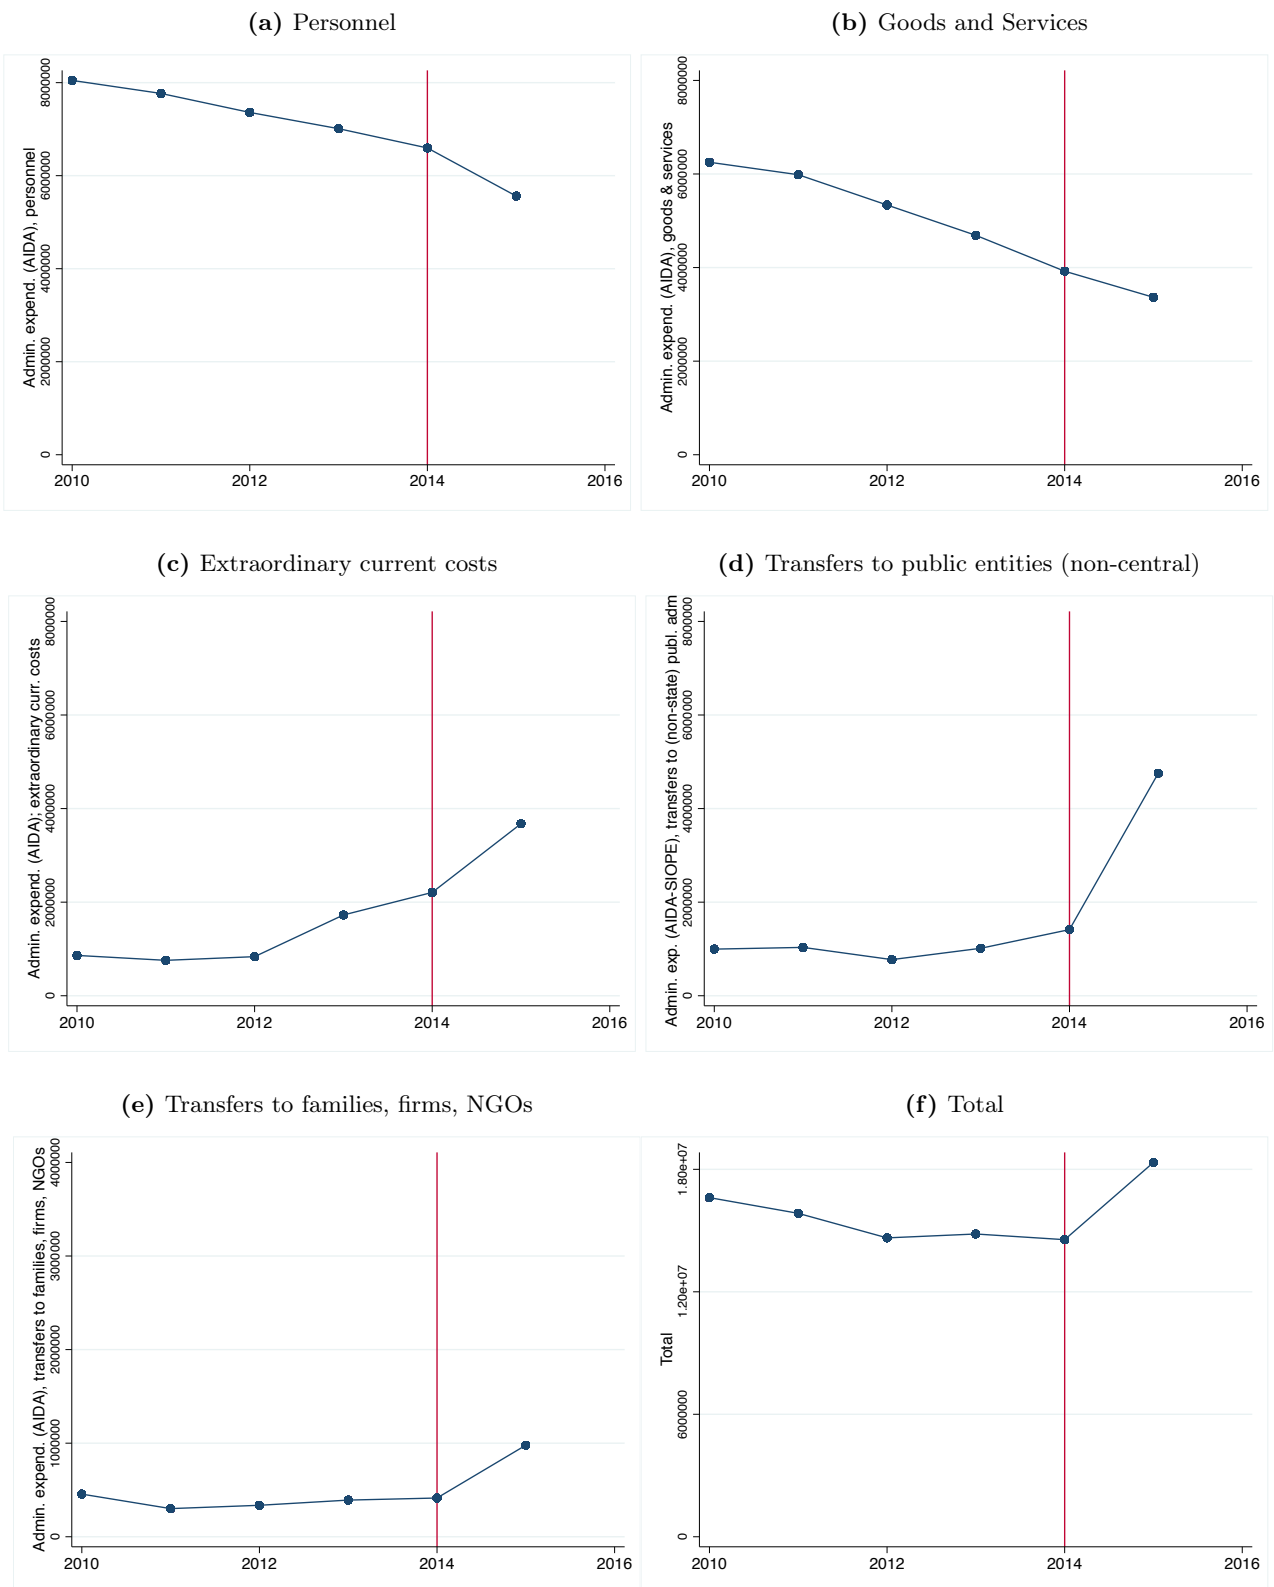 (a) Personnel
Admin. expend. (AIDA), personnel
8000000
6000000
4000000
2000000
0
2010 2012 2014 2016
(b) Goods and Services
Admin. expend. (AIDA), goods & services
8000000
6000000
4000000
2000000
0
2010 2012 2014 2016
(c) Extraordinary current costs
Admin. expend. (AIDA); extraordinary curr. costs
8000000
6000000
4000000
2000000
0
2010 2012 2014 2016
(d) Transfers to public entities (non-central)
Admin. exp. (AIDA-SIOPE), transfers to (non-state) publ. adm
8000000
6000000
4000000
2000000
0
2010 2012 2014 2016
(e) Transfers to families, firms, NGOs
Admin. expend. (AIDA), transfers to families, firms, NGOs
4000000
3000000
2000000
1000000
0
2010 2012 2014 2016
(f) Total
Total
1.80e+07
1.20e+07
6000000
0
2010 2012 2014 2016